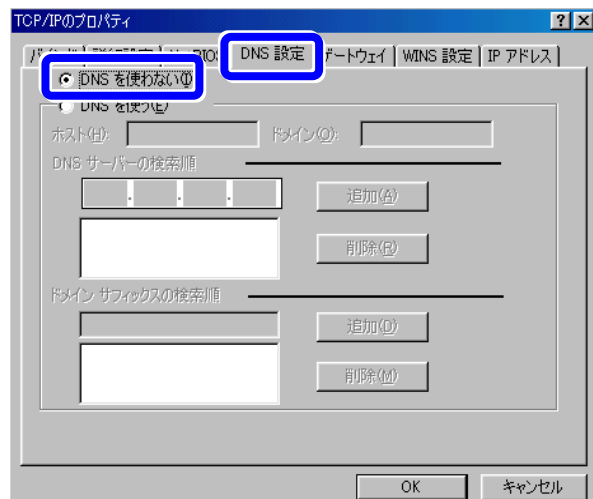 TCP/IPのプロパティ
DNS 設定 ゲートウェイ WINS 設定 IP アドレス
DNS を使わない(I)
DNS を使う(E)
ホスト(H): ドメイン(O):
DNS サーバーの検索順
追加(A)
削除(R)
ドメイン サフィックスの検索順
追加(D)
削除(M)
OK キャンセル